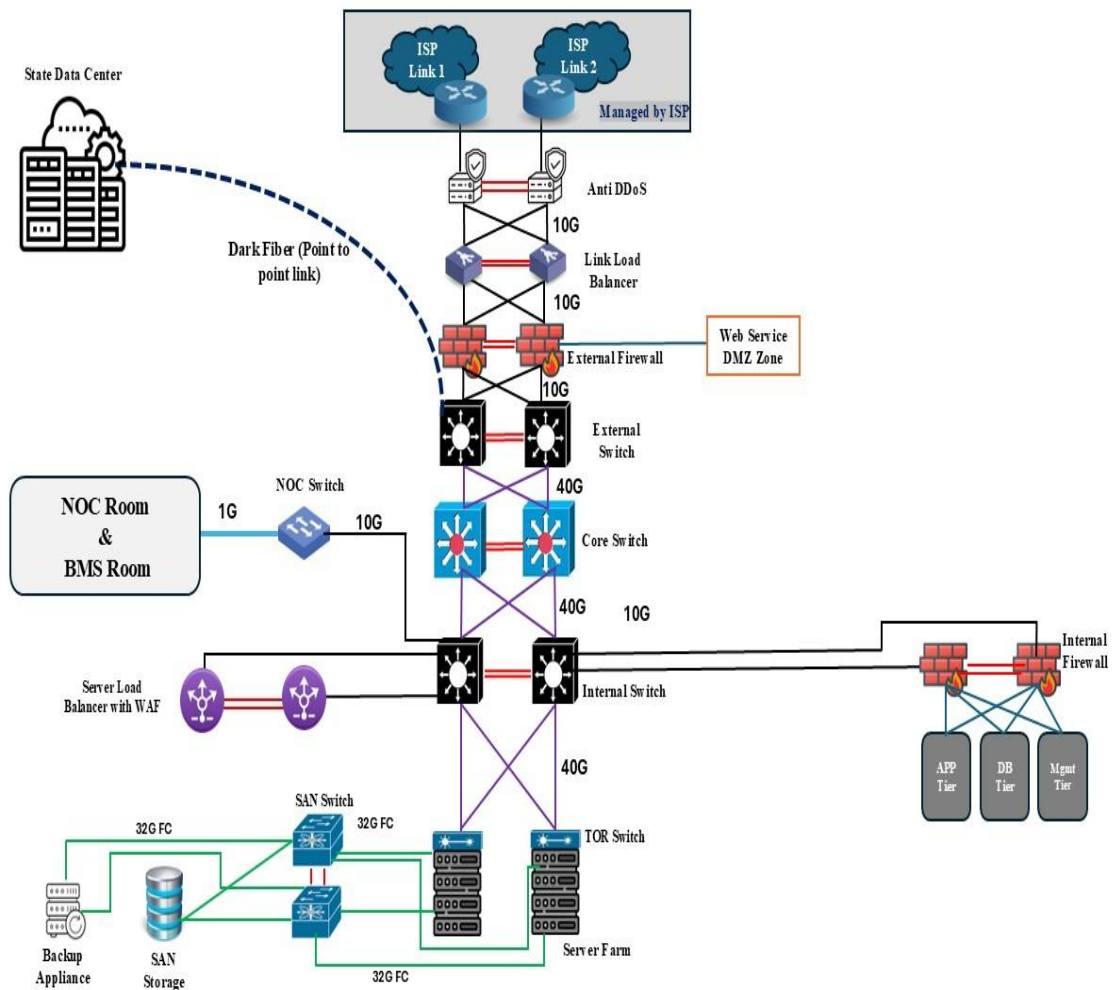 ISP
Link 1
ISP
Link 2
Managed by ISP
State Data Center
Anti DDoS
10G
Dark Fiber (Point to
point link)
Link Load
Balancer
10G
Web Service
DMZ Zone
External Firewall
10G
External
Switch
NOC Switch
40G
NOC Room
&
BMS Room
1G
10G
Core Switch
40G
10G
Internal
Firewall
Server Load
Balancer with WAF
Internal Switch
40G
APP
Tier
DB
Tier
Mgmt
Tier
SAN Switch
32G FC
32G FC
TOR Switch
Backup
Appliance
SAN
Storage
Server Farm
32G FC